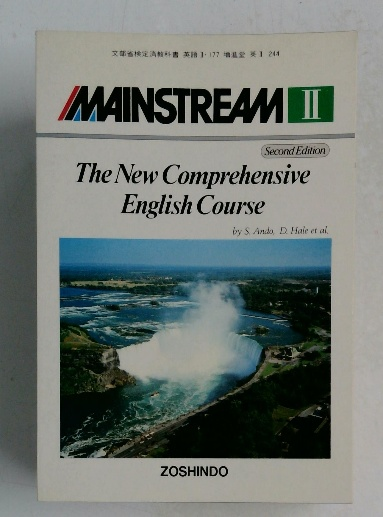 文部省検定済教科書 英語Ⅱ・177 増進堂 英Ⅱ 244
MAINSTREAM II
Second Edition
The New Comprehensive
English Course
by S. Ando, D. Hale et al.
ZOSHINDO